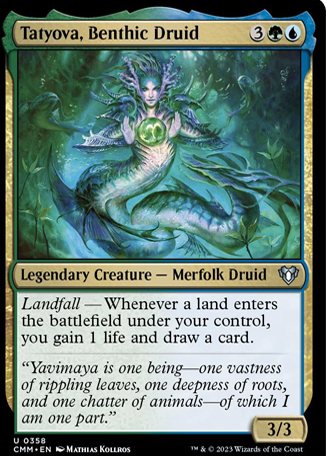 Tatyova, Benthic Druid 3
Legendary Creature — Merfolk Druid
Landfall — Whenever a land enters
the battlefield under your control,
you gain 1 life and draw a card.
“Yavimaya is one being—one vastness
of rippling leaves, one deepness of roots,
and one chatter of animals—of which I
am one part.”
3/3
U 0358
CMM • EN Mathias Kollros
™ & © 2023 Wizards of the Coast